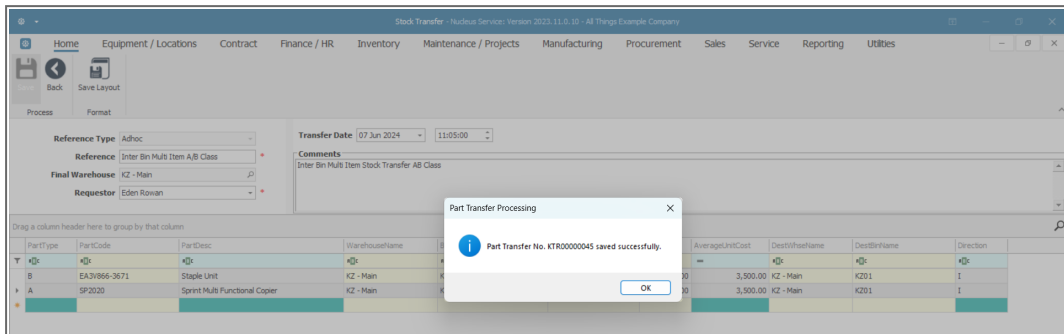 Stock Transfer - Nucleus Service: Version 2023.11.0.10 - All Things Example Company
Home Equipment / Locations Contract Finance / HR Inventory Maintenance / Projects Manufacturing Procurement Sales Service Reporting Utilities
Save Back Save Layout
Process Format
Reference Type Adhoc Transfer Date 07 Jun 2024 11:05:00
Reference Inter Bin Multi Item A/B Class *
Comments
Inter Bin Multi Item Stock Transfer AB Class
Final Warehouse KZ - Main
Requestor Eden Rowan *
Part Transfer Processing
Part Transfer No. KTR00000045 saved successfully.
OK
Drag a column header here to group by that column
PartType PartCode PartDesc WarehouseName AverageUnitCost DestWhseName DestBinName Direction
B EA3V866-3671 Staple Unit KZ - Main 3,500.00 KZ - Main KZ01 I
A SP2020 Sprint Multi Functional Copier KZ - Main 3,500.00 KZ - Main KZ01 I